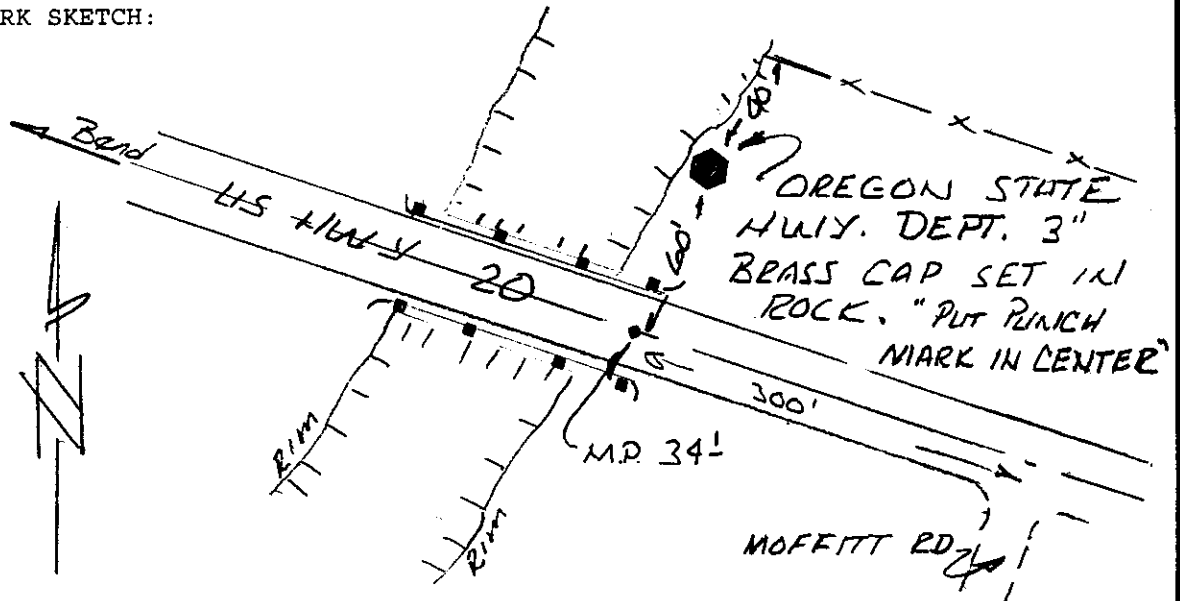 RK SKETCH:
Bend
US HWY 20
60'
OREGON STATE
HWY. DEPT. 3"
BRASS CAP SET IN
ROCK. "PUT PUNCH
MARK IN CENTER"
300'
M.P. 34±
RIM
RIM
MOFFITT RD
N